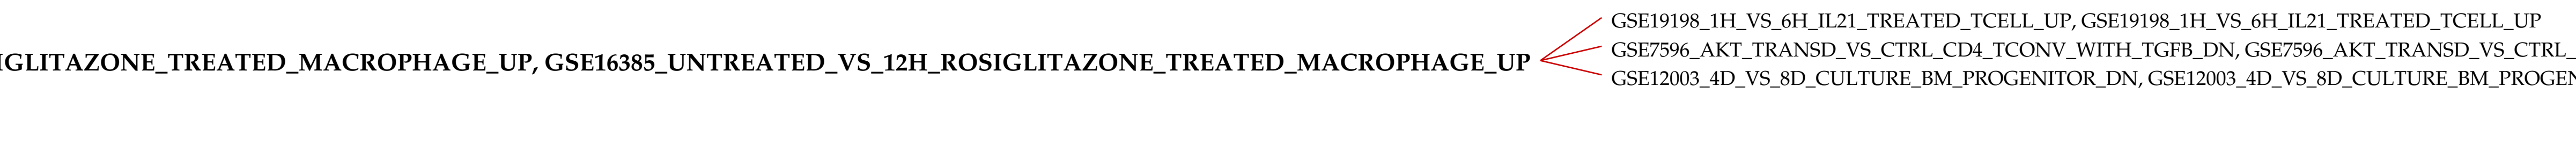 IGLITAZONE_TREATED_MACROPHAGE_UP, GSE16385_UNTREATED_VS_12H_ROSIGLITAZONE_TREATED_MACROPHAGE_UP
GSE19198_1H_VS_6H_IL21_TREATED_TCELL_UP, GSE19198_1H_VS_6H_IL21_TREATED_TCELL_UP
GSE7596_AKT_TRANSD_VS_CTRL_CD4_TCONV_WITH_TGFB_DN, GSE7596_AKT_TRANSD_VS_CTRL_
GSE12003_4D_VS_8D_CULTURE_BM_PROGENITOR_DN, GSE12003_4D_VS_8D_CULTURE_BM_PROGEN